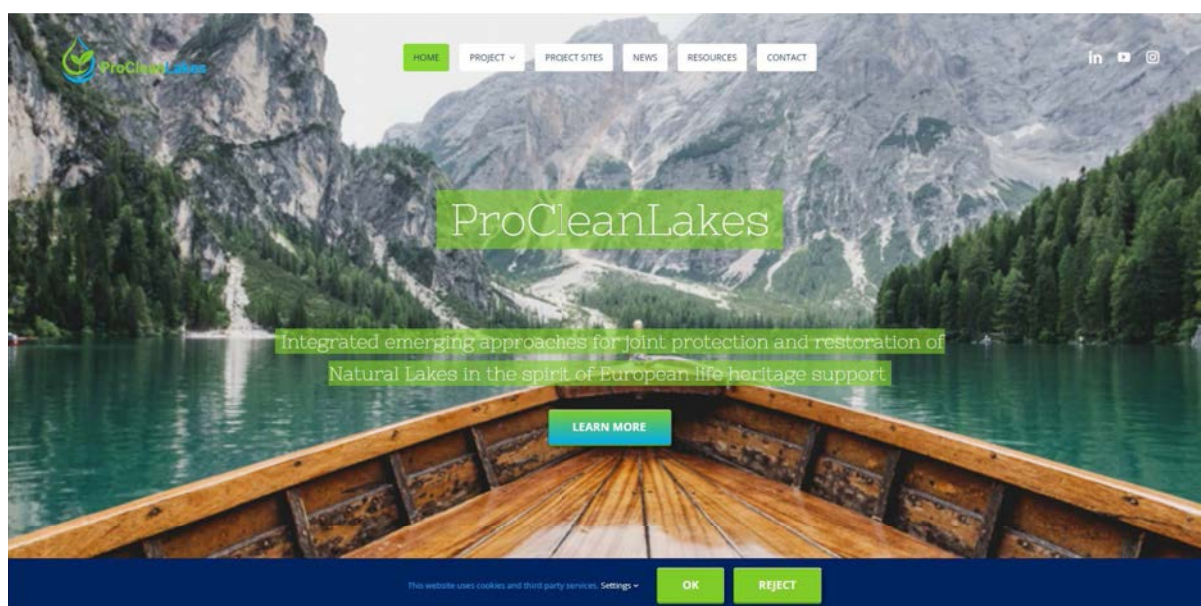 ProCleanLakes
HOME PROJECT PROJECT SITES NEWS RESOURCES CONTACT
in
ProCleanLakes
Integrated emerging approaches for joint protection and restoration of
Natural Lakes in the spirit of European life heritage support
LEARN MORE
This website uses cookies and third party services. Settings OK REJECT